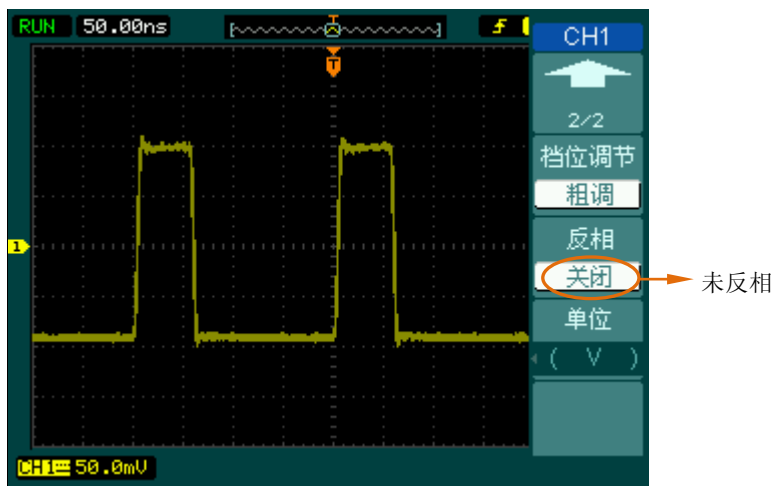 RUN 50.00ns T f
CH1
2/2
T
档位调节
粗调
反相
1
关闭
未反相
单位
( V )
CH1 50.0mV